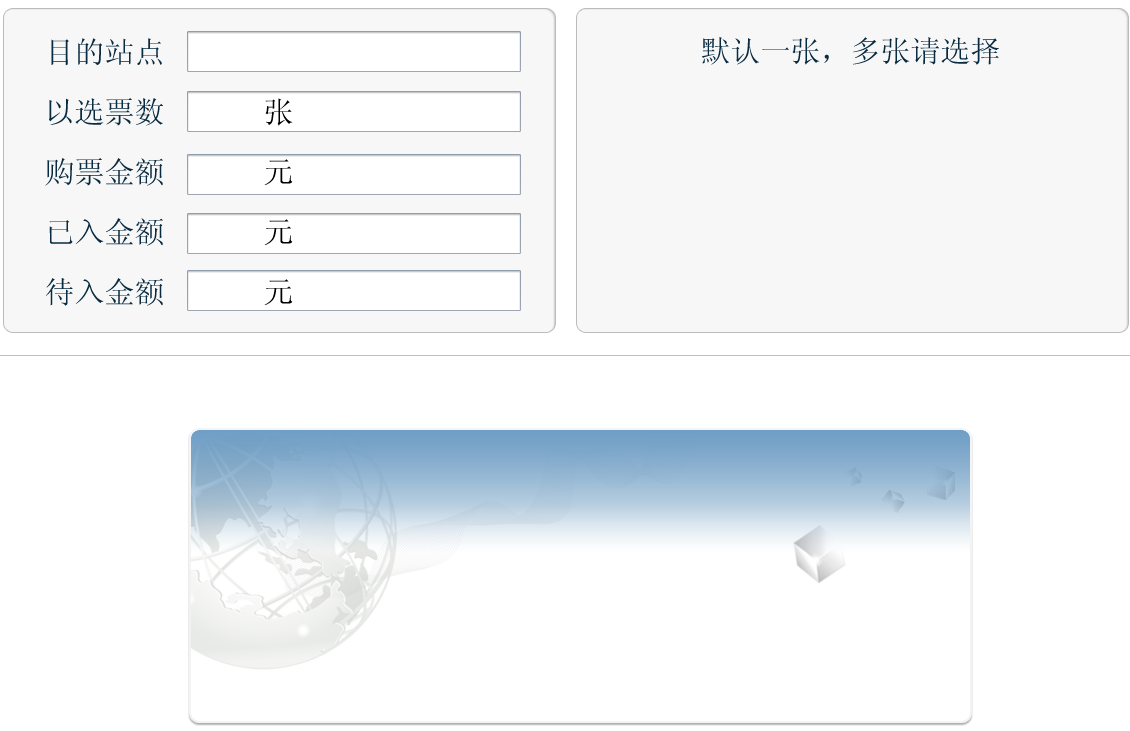 目的站点
以选票数 张
购票金额 元
已入金额 元
待入金额 元
默认一张，多张请选择